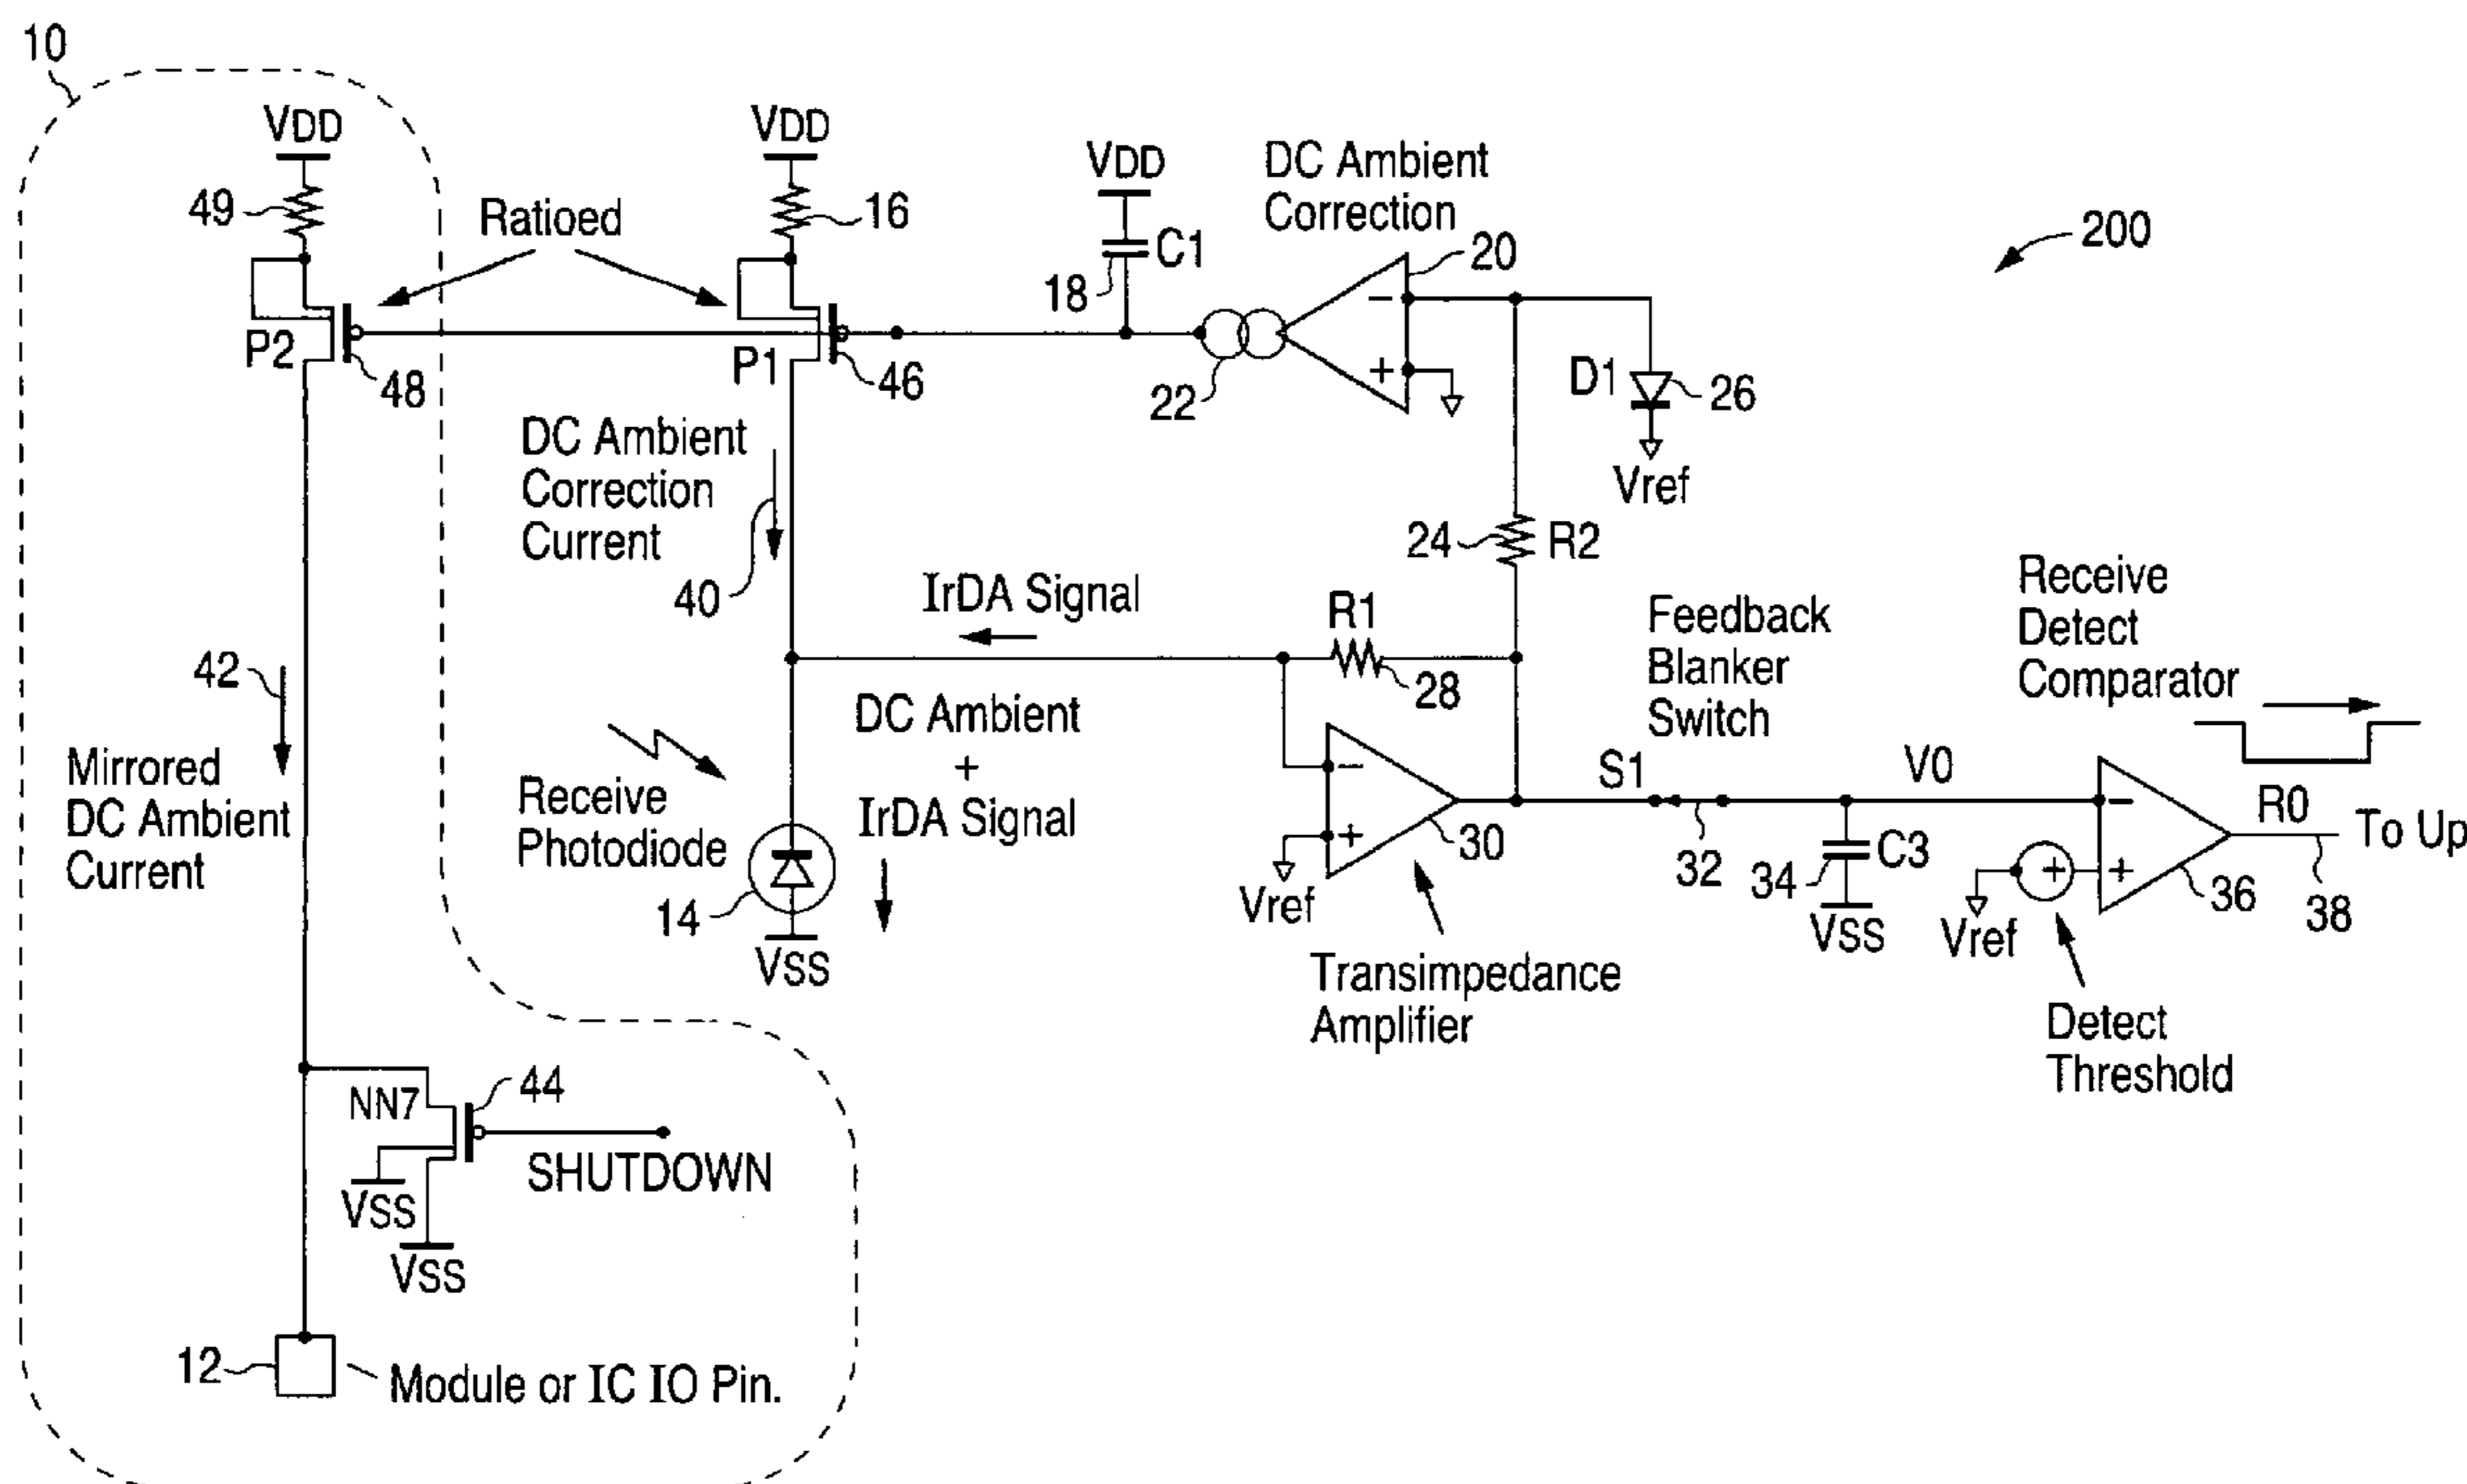 10
VDD
VDD
VDD
DC Ambient
Correction
49
Ratioed
16
C1
18
20
200
−
+
P2
48
P1
46
22
D1
26
Vref
DC Ambient
Correction
Current
40
24
R2
IrDA Signal
R1
28
Feedback
Blanker
Switch
Receive
Detect
Comparator
42
Mirrored
DC Ambient
Current
Receive
Photodiode
DC Ambient
+
IrDA Signal
14
VSS
−
+
30
Vref
Transimpedance
Amplifier
S1
32
34
C3
VSS
V0
−
+
+
Vref
36
R0
38
To Up
Detect
Threshold
NN7
44
SHUTDOWN
VSS
VSS
12
Module or IC IO Pin.